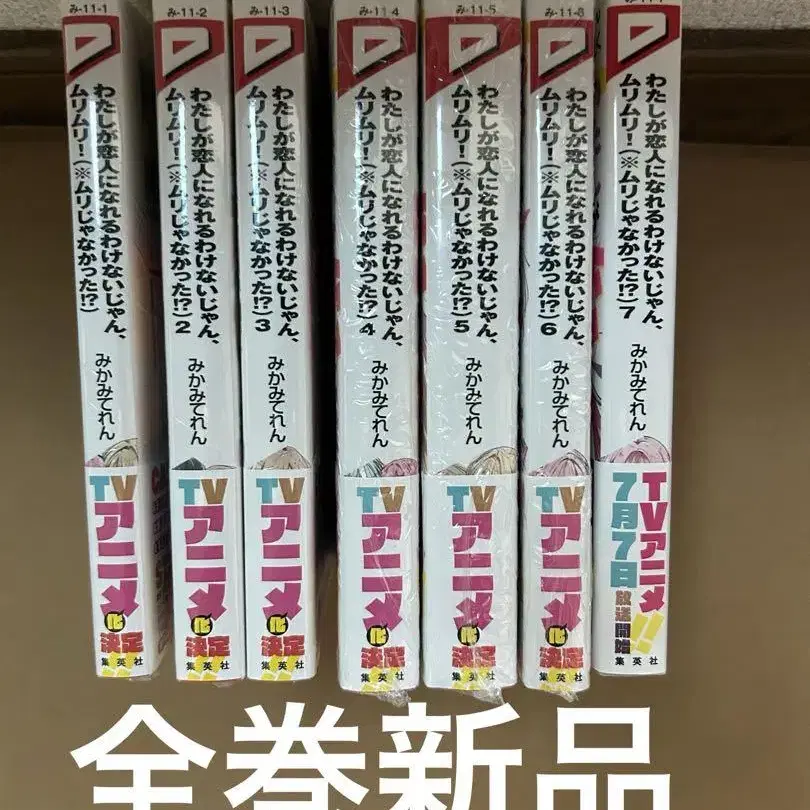 み-11-1
わたしが恋人になれるわけないじゃん、
ムリムリ!(※ムリじゃなかった!?)
みかみてれん
TVアニメ化決定!!
集英社
み-11-2
わたしが恋人になれるわけないじゃん、
ムリムリ!(※ムリじゃなかった!?)2
みかみてれん
TVアニメ化決定!!
集英社
み-11-3
わたしが恋人になれるわけないじゃん、
ムリムリ!(※ムリじゃなかった!?)3
みかみてれん
TVアニメ化決定!!
集英社
み-11-4
わたしが恋人になれるわけないじゃん、
ムリムリ!(※ムリじゃなかった!?)4
みかみてれん
TVアニメ化決定!!
集英社
み-11-5
わたしが恋人になれるわけないじゃん、
ムリムリ!(※ムリじゃなかった!?)5
みかみてれん
TVアニメ化決定!!
集英社
み-11-6
わたしが恋人になれるわけないじゃん、
ムリムリ!(※ムリじゃなかった!?)6
みかみてれん
TVアニメ化決定!!
集英社
わたしが恋人になれるわけないじゃん、
ムリムリ!(※ムリじゃなかった!?)7
みかみてれん
TVアニメ!!
7月7日放送開始
集英社
全巻新品